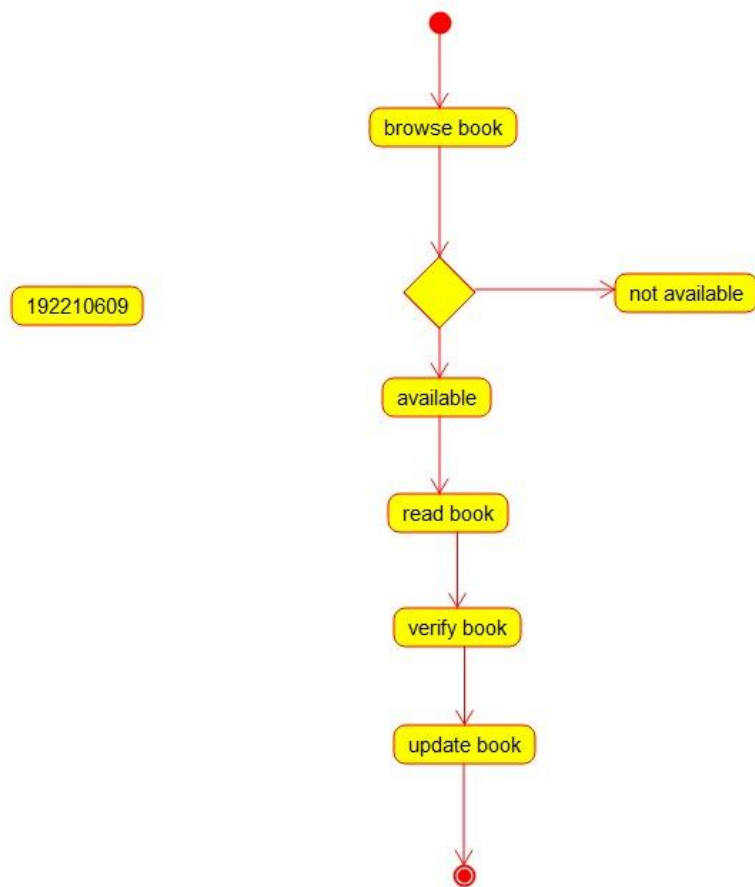 browse book
not available
192210609
available
read book
verify book
update book